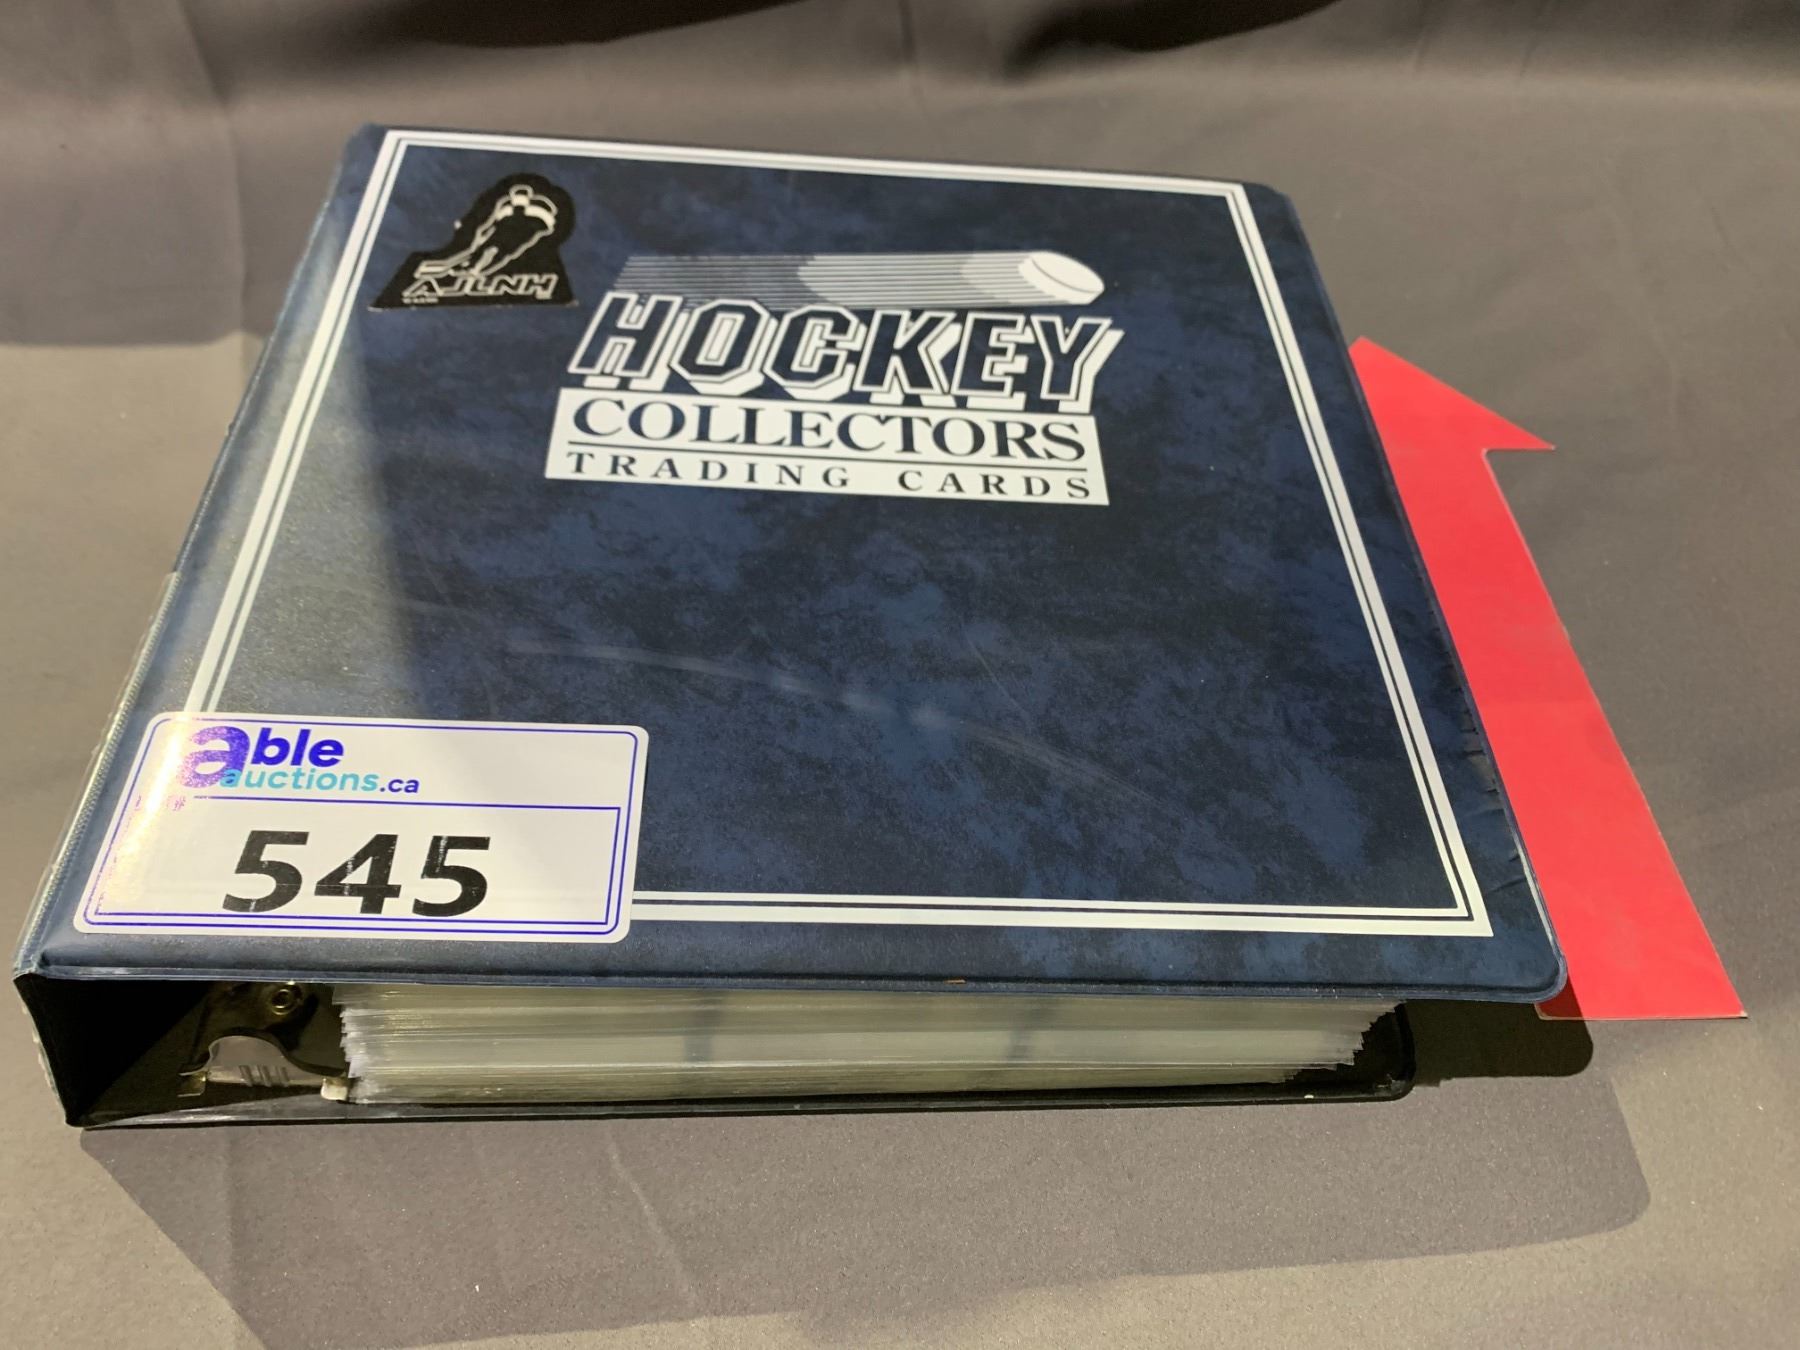 AJLNH
HOCKEY
COLLECTORS
TRADING CARDS
able
auctions.ca
545